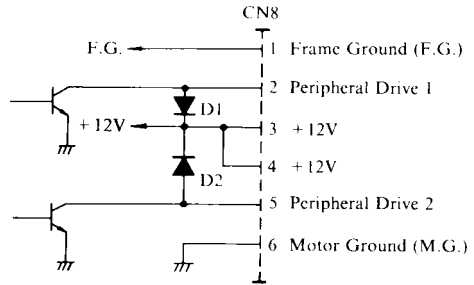 CN8
F.G. 1 Frame Ground (F.G.)
2 Peripheral Drive 1
D1
+12V 3 +12V
4 +12V
D2
5 Peripheral Drive 2
6 Motor Ground (M.G.)